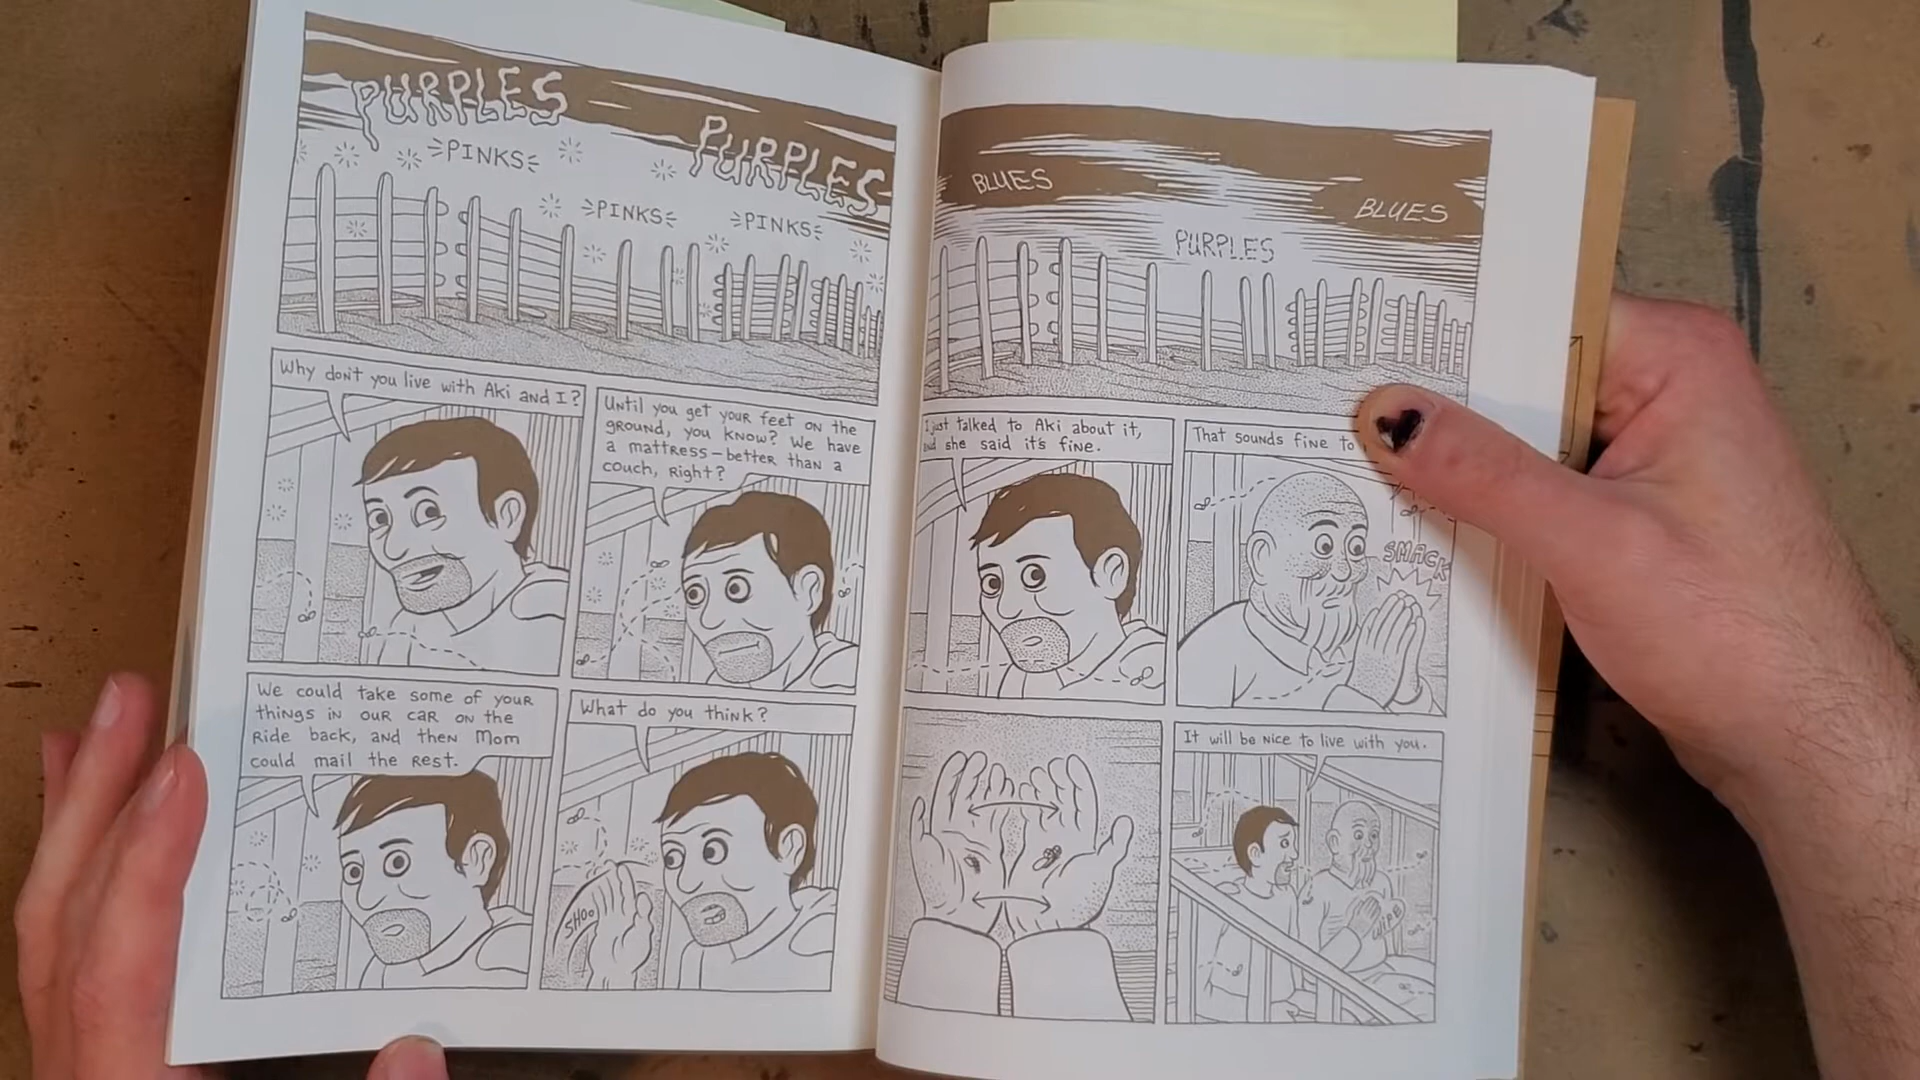 PURPLES
PURPLES
PINKS
PINKS
PINKS
Why don't you live with Aki and I?
Until you get your feet on the
ground, you know? We have
a mattress—better than a
couch, right?
We could take some of your
things in our car on the
ride back, and then Mom
could mail the rest.
What do you think?
SHOO
BLUES
BLUES
PURPLES
I just talked to Aki about it,
and she said it's fine.
That sounds fine to
SMACK
It will be nice to live with you.
WIPE